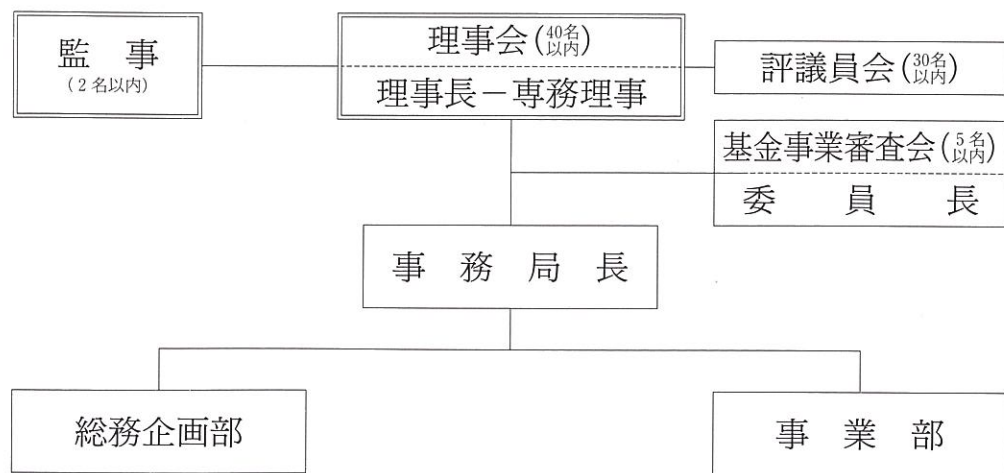 監　事
(2名以内)
理事会(40名以内)
理事長－専務理事
評議員会(30名以内)
基金事業審査会(5名以内)
委　員　長
事　務　局　長
総務企画部
事　業　部